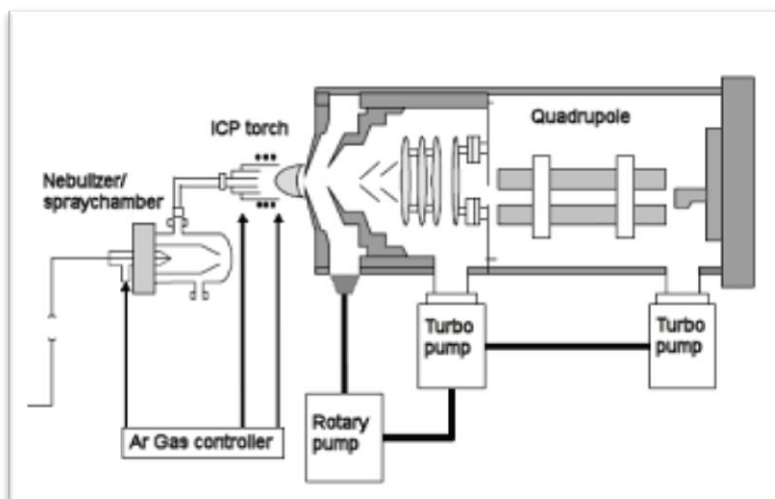 ICP torch
Quadrupole
Nebulizer/
spraychamber
Turbo
pump
Turbo
pump
Rotary
pump
Ar Gas controller